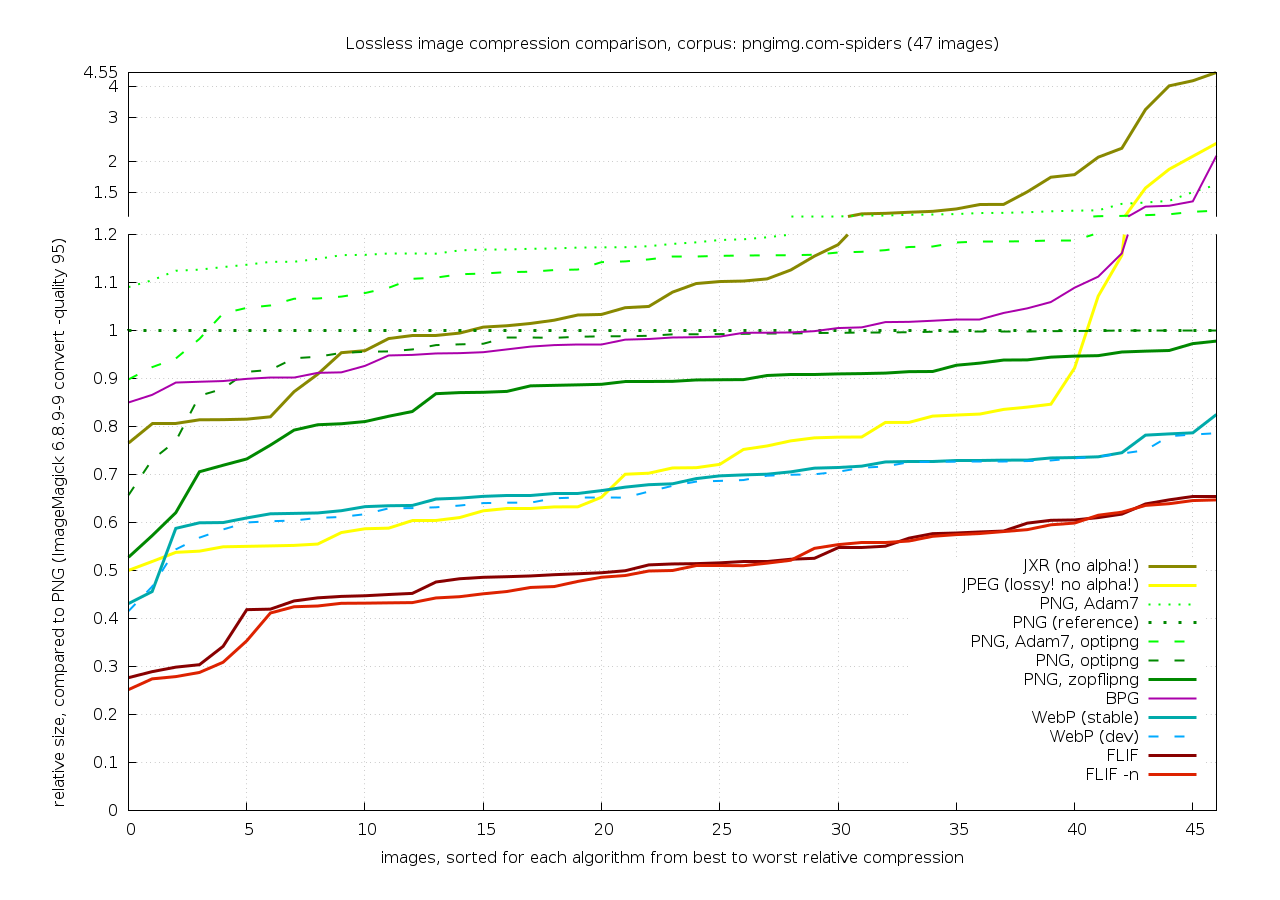 Lossless image compression comparison, corpus: pngimg.com-spiders (47 images)
4.55
4
3
2
1.5
1.2
1.1
1
0.9
0.8
0.7
0.6
0.5
0.4
0.3
0.2
0.1
0
relative size, compared to PNG (ImageMagick 6.8.9-9 convert -quality 95)
JXR (no alpha!)
JPEG (lossy! no alpha!)
PNG, Adam7
PNG (reference)
PNG, Adam7, optipng
PNG, optipng
PNG, zopflipng
BPG
WebP (stable)
WebP (dev)
FLIF
FLIF -n
0 5 10 15 20 25 30 35 40 45
images, sorted for each algorithm from best to worst relative compression